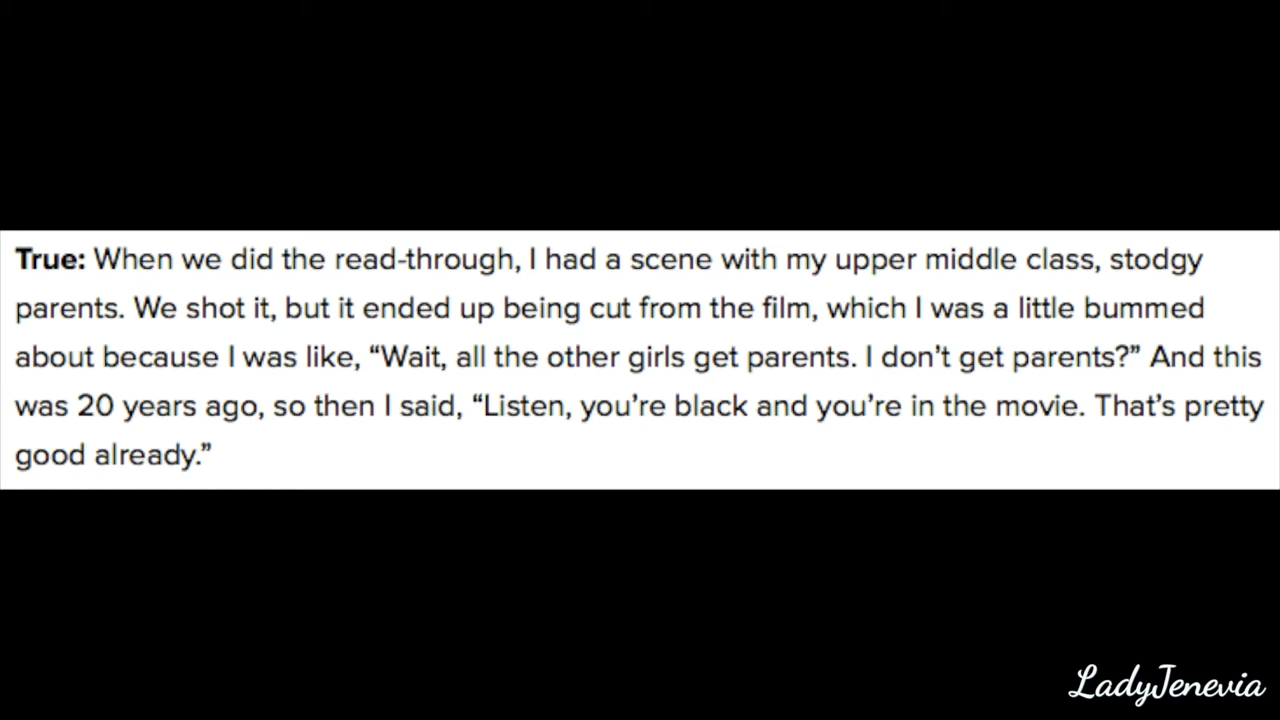 True: When we did the read-through, I had a scene with my upper middle class, stodgy
parents. We shot it, but it ended up being cut from the film, which I was a little bummed
about because I was like, “Wait, all the other girls get parents. I don’t get parents?” And this
was 20 years ago, so then I said, “Listen, you’re black and you’re in the movie. That’s pretty
good already.”
LadyJenevia